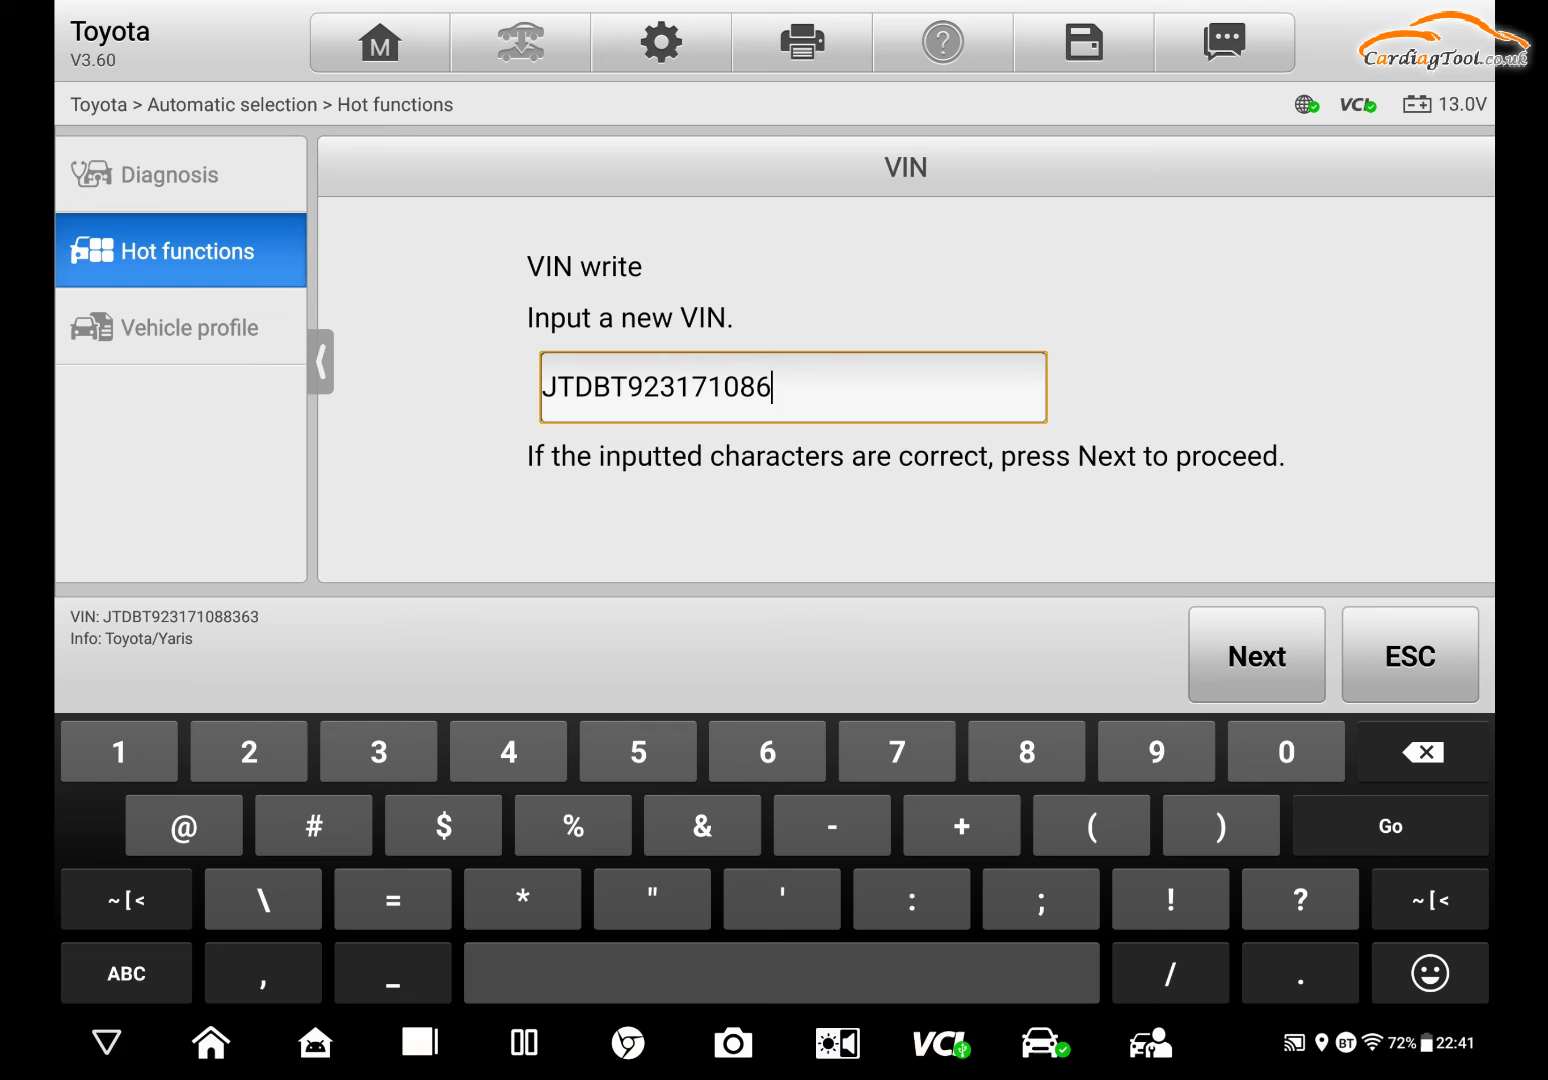 Toyota
V3.60
M
?
CardiagTool.co.uk
Toyota > Automatic selection > Hot functions
VCI
13.0V
Diagnosis
Hot functions
Vehicle profile
VIN
VIN write
Input a new VIN.
JTDBT923171086
If the inputted characters are correct, press Next to proceed.
VIN: JTDBT923171088363
Info: Toyota/Yaris
Next
ESC
1 2 3 4 5 6 7 8 9 0
@ # $ % & - + ( ) Go
~[< \ = * " ' : ; ! ? ~[<
ABC , _ / .
VCI
BT
72%
22:41